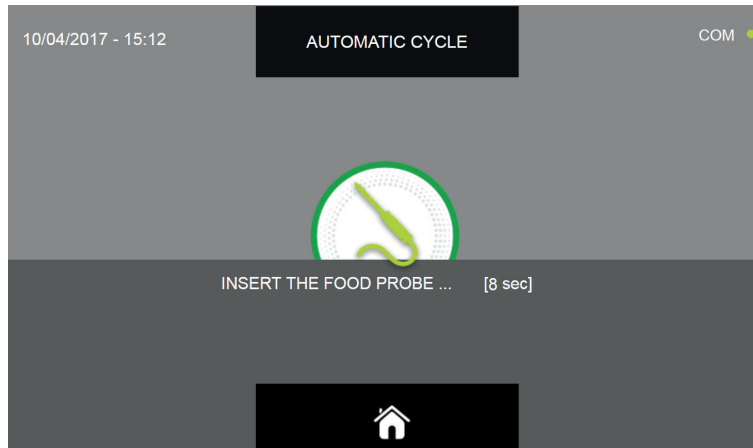 10/04/2017 - 15:12
AUTOMATIC CYCLE
COM
INSERT THE FOOD PROBE ... [8 sec]